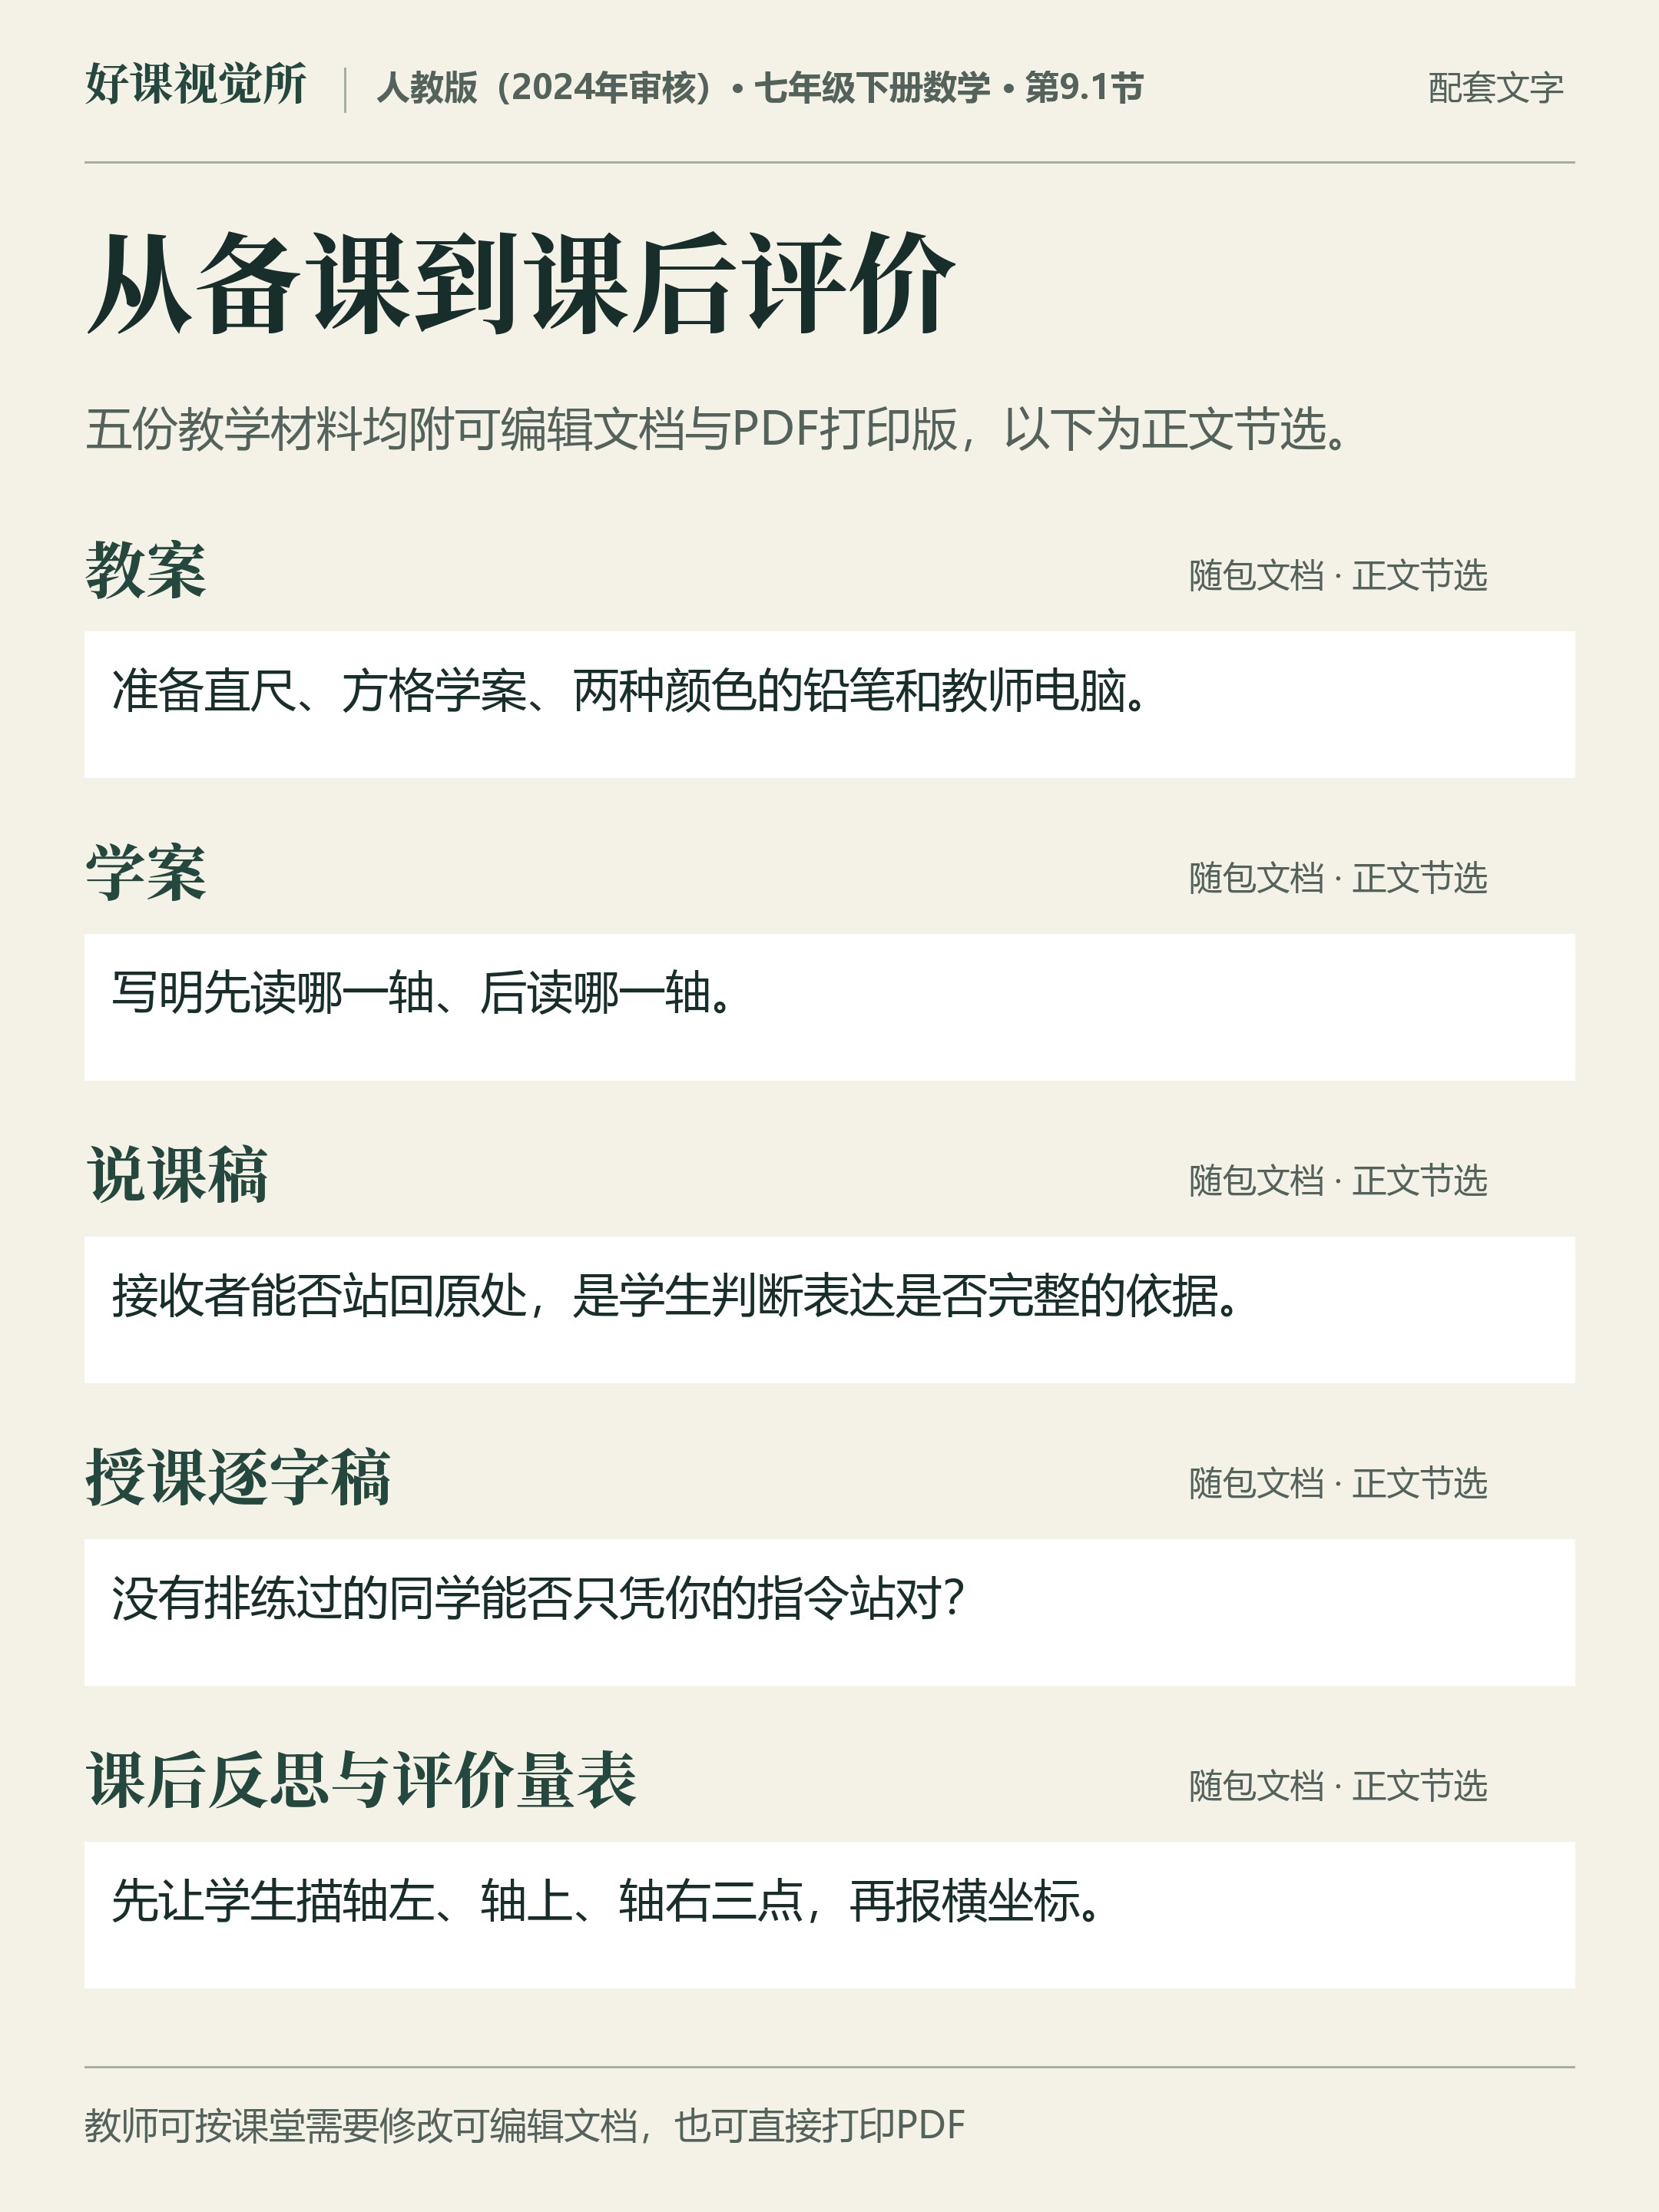 好课视觉所 | 人教版（2024年审核）• 七年级下册数学 • 第9.1节 配套文字
从备课到课后评价
五份教学材料均附可编辑文档与PDF打印版，以下为正文节选。
教案 随包文档 · 正文节选
准备直尺、方格学案、两种颜色的铅笔和教师电脑。
学案 随包文档 · 正文节选
写明先读哪一轴、后读哪一轴。
说课稿 随包文档 · 正文节选
接收者能否站回原处，是学生判断表达是否完整的依据。
授课逐字稿 随包文档 · 正文节选
没有排练过的同学能否只凭你的指令站对？
课后反思与评价量表 随包文档 · 正文节选
先让学生描轴左、轴上、轴右三点，再报横坐标。
教师可按课堂需要修改可编辑文档，也可直接打印PDF